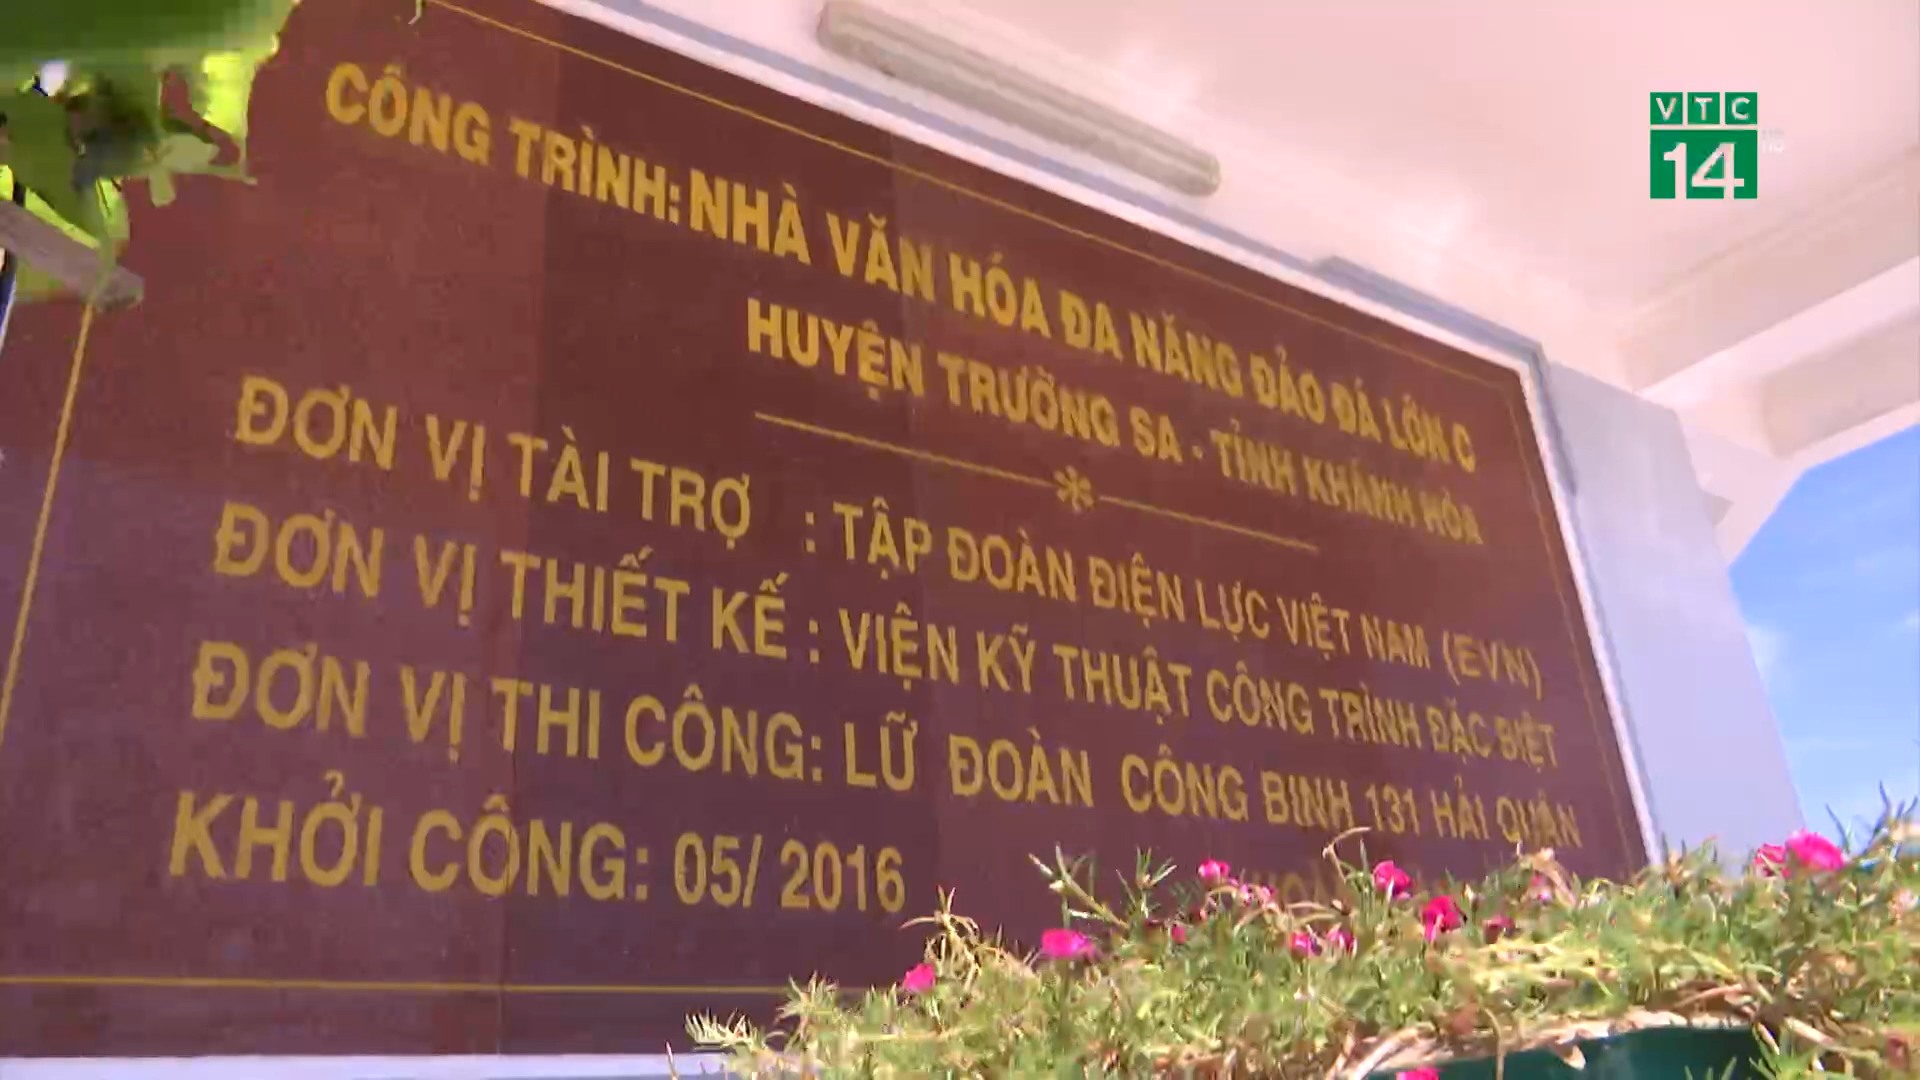 VTC
14
HD
CÔNG TRÌNH: NHÀ VĂN HÓA ĐA NĂNG ĐẢO ĐÁ LỚN C
HUYỆN TRƯỜNG SA - TỈNH KHÁNH HÒA
ĐƠN VỊ TÀI TRỢ : TẬP ĐOÀN ĐIỆN LỰC VIỆT NAM (EVN)
ĐƠN VỊ THIẾT KẾ : VIỆN KỸ THUẬT CÔNG TRÌNH ĐẶC BIỆT
ĐƠN VỊ THI CÔNG: LỮ ĐOÀN CÔNG BINH 131 HẢI QUÂN
KHỞI CÔNG: 05/ 2016